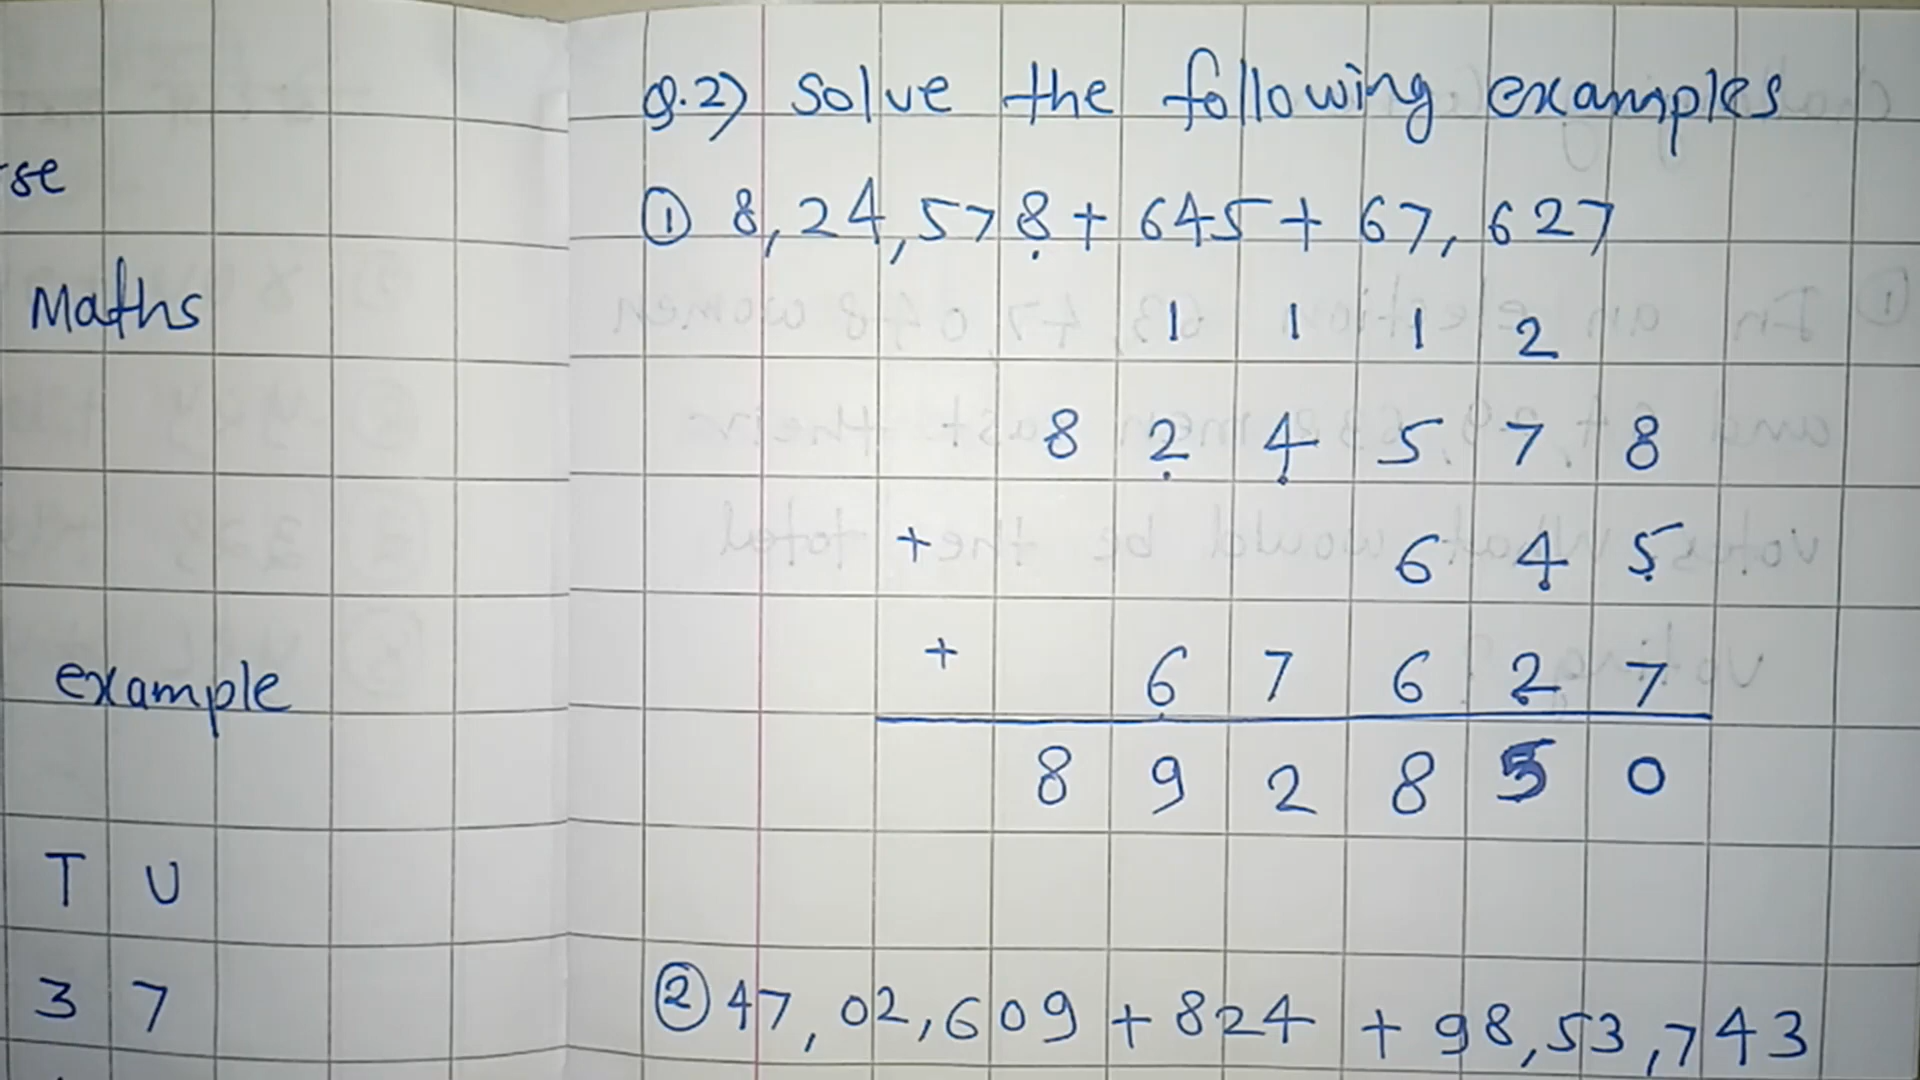 se
Maths
example
T U
3 7
Q.2) Solve the following examples
① 8,24,578 + 645 + 67,627
1 1 1 2
8 2 4 5 7 8
+ 6 4 5
+ 6 7 6 2 7
8 9 2 8 5 0
② 47,02,609 + 824 + 98,53,743